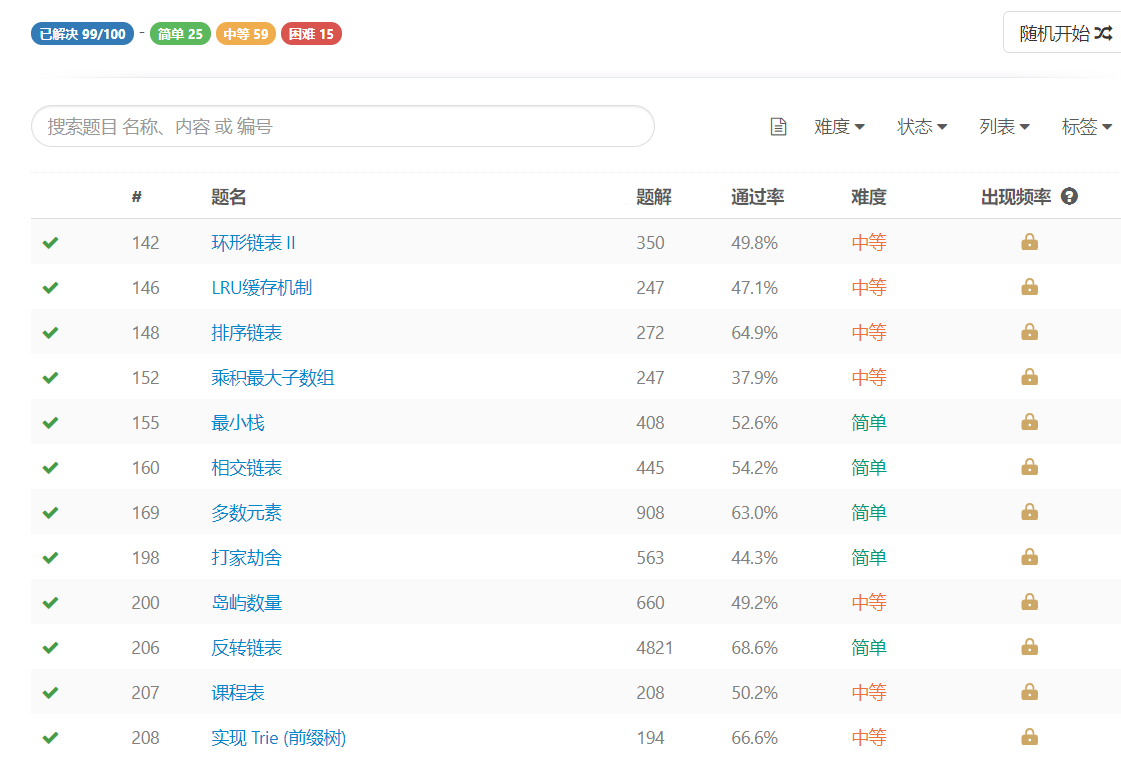 已解决 99/100 - 简单 25 中等 59 困难 15 随机开始
搜索题目 名称、内容 或 编号 难度 状态 列表 标签
# 题名 题解 通过率 难度 出现频率 ?
142 环形链表 II 350 49.8% 中等
146 LRU缓存机制 247 47.1% 中等
148 排序链表 272 64.9% 中等
152 乘积最大子数组 247 37.9% 中等
155 最小栈 408 52.6% 简单
160 相交链表 445 54.2% 简单
169 多数元素 908 63.0% 简单
198 打家劫舍 563 44.3% 简单
200 岛屿数量 660 49.2% 中等
206 反转链表 4821 68.6% 简单
207 课程表 208 50.2% 中等
208 实现 Trie (前缀树) 194 66.6% 中等